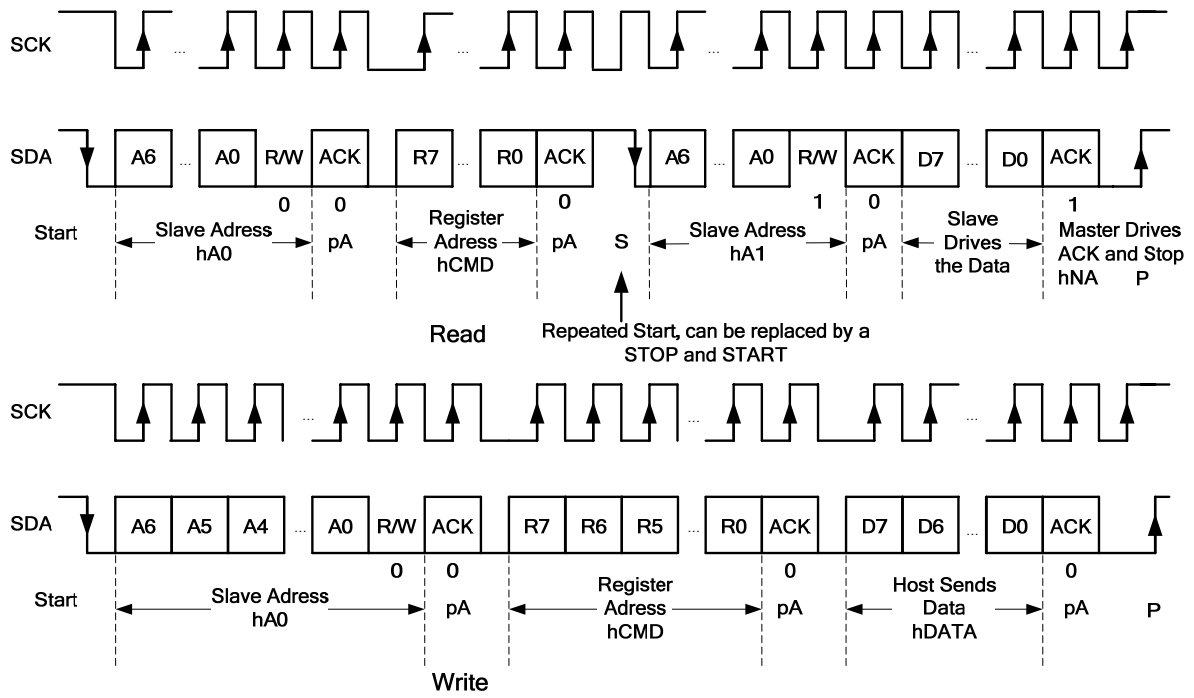 SCK ... ... ... ...
SDA A6 ... A0 R/W ACK R7 ... R0 ACK A6 ... A0 R/W ACK D7 ... D0 ACK
0 0 0 1 0 1
Start Slave Adress hA0 pA Register Adress hCMD pA S Slave Adress hA1 pA Slave Drives the Data Master Drives ACK and Stop hNA P
Read
Repeated Start, can be replaced by a
STOP and START
SCK ... ... ...
SDA A6 A5 A4 ... A0 R/W ACK R7 R6 R5 ... R0 ACK D7 D6 ... D0 ACK
0 0 0 0
Start Slave Adress hA0 pA Register Adress hCMD pA Host Sends Data hDATA pA P
Write